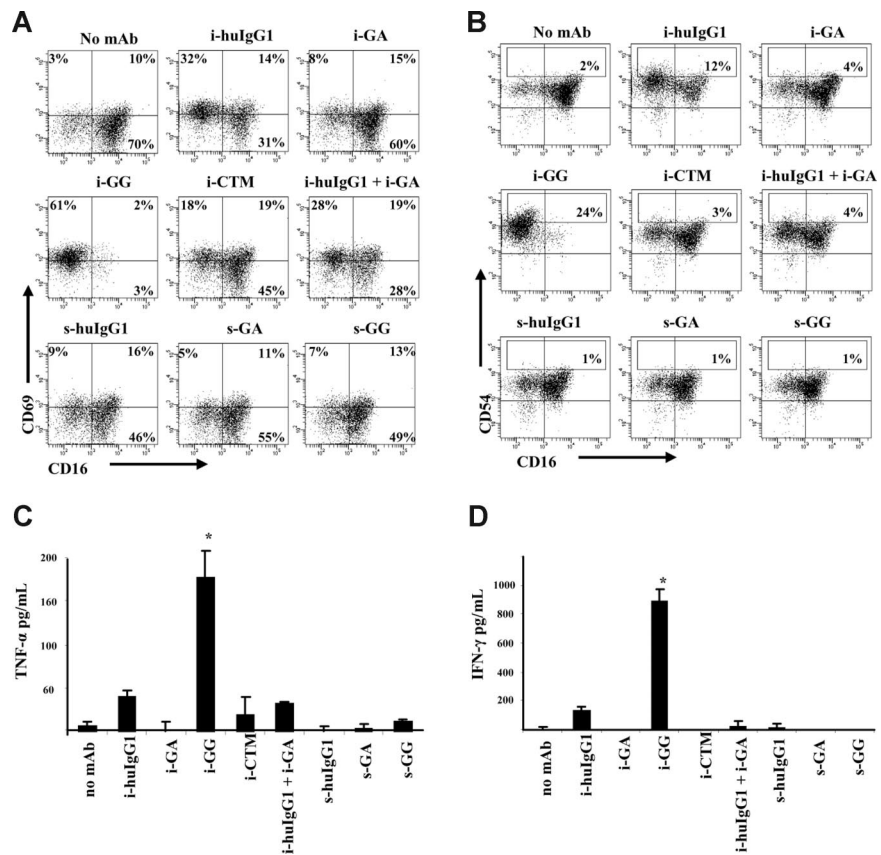 A
No mAb
i-huIgG1
i-GA
3%
10%
32%
14%
8%
15%
70%
31%
60%
i-GG
i-CTM
i-huIgG1 + i-GA
61%
2%
18%
19%
28%
19%
3%
45%
28%
s-huIgG1
s-GA
s-GG
9%
16%
5%
11%
7%
13%
46%
55%
49%
CD69
CD16
B
No mAb
i-huIgG1
i-GA
2%
12%
4%
i-GG
i-CTM
i-huIgG1 + i-GA
24%
3%
4%
s-huIgG1
s-GA
s-GG
1%
1%
1%
CD54
CD16
C
TNF-α pg/mL
200
160
100
60
*
no mAb
i-huIgG1
i-GA
i-GG
i-CTM
i-huIgG1 + i-GA
s-huIgG1
s-GA
s-GG
D
IFN-γ pg/mL
1000
800
600
400
200
*
no mAb
i-huIgG1
i-GA
i-GG
i-CTM
i-huIgG1 + i-GA
s-huIgG1
s-GA
s-GG